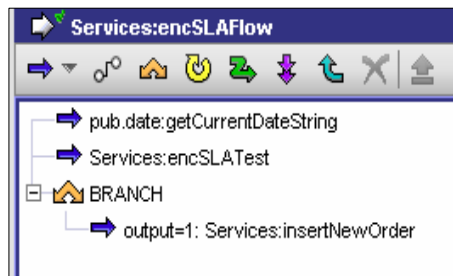 Services:encSLAFlow
pub.date:getCurrentDateString
Services:encSLATest
BRANCH
output=1: Services:insertNewOrder